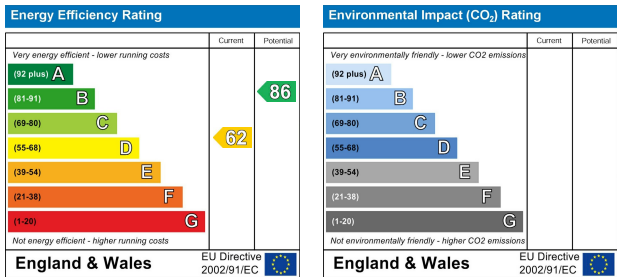 Energy Efficiency Rating
Current Potential
Very energy efficient - lower running costs
(92 plus) A
(81-91) B
86
(69-80) C
62
(55-68) D
(39-54) E
(21-38) F
(1-20) G
Not energy efficient - higher running costs
England & Wales
EU Directive
2002/91/EC
Environmental Impact (CO₂) Rating
Current Potential
Very environmentally friendly - lower CO2 emissions
(92 plus) A
(81-91) B
(69-80) C
(55-68) D
(39-54) E
(21-38) F
(1-20) G
Not environmentally friendly - higher CO2 emissions
England & Wales
EU Directive
2002/91/EC